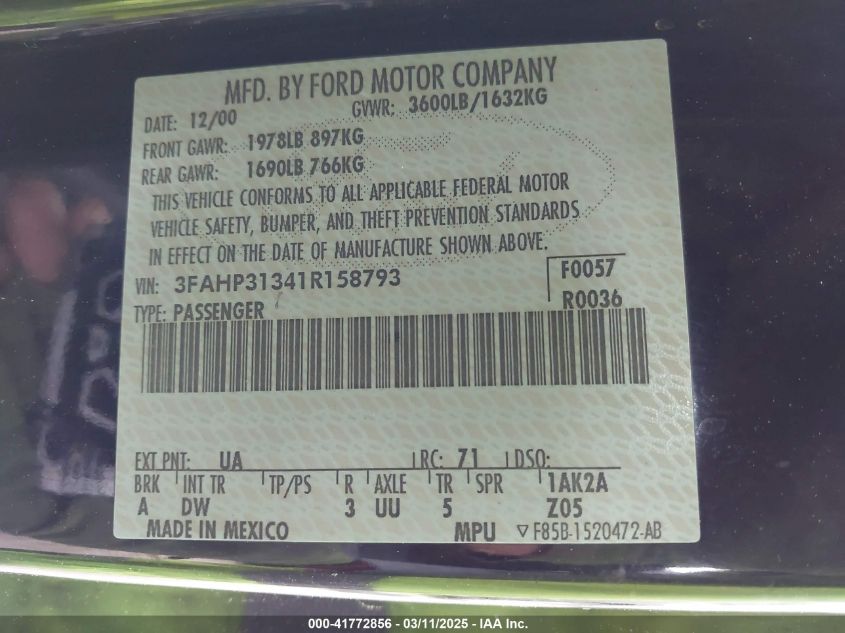 MFD. BY FORD MOTOR COMPANY
DATE: 12/00 GVWR: 3600LB/1632KG
FRONT GAWR: 1978LB 897KG
REAR GAWR: 1690LB 766KG
THIS VEHICLE CONFORMS TO ALL APPLICABLE FEDERAL MOTOR
VEHICLE SAFETY, BUMPER, AND THEFT PREVENTION STANDARDS
IN EFFECT ON THE DATE OF MANUFACTURE SHOWN ABOVE.
VIN: 3FAHP31341R158793 F0057
TYPE: PASSENGER R0036
EXT PNT: UA RC: 71 DSO:
BRK INT TR TP/PS R AXLE TR SPR 1AK2A
A DW 3 UU 5 Z05
MADE IN MEXICO MPU ▽ F85B-1520472-AB
000-41772856 - 03/11/2025 - IAA Inc.